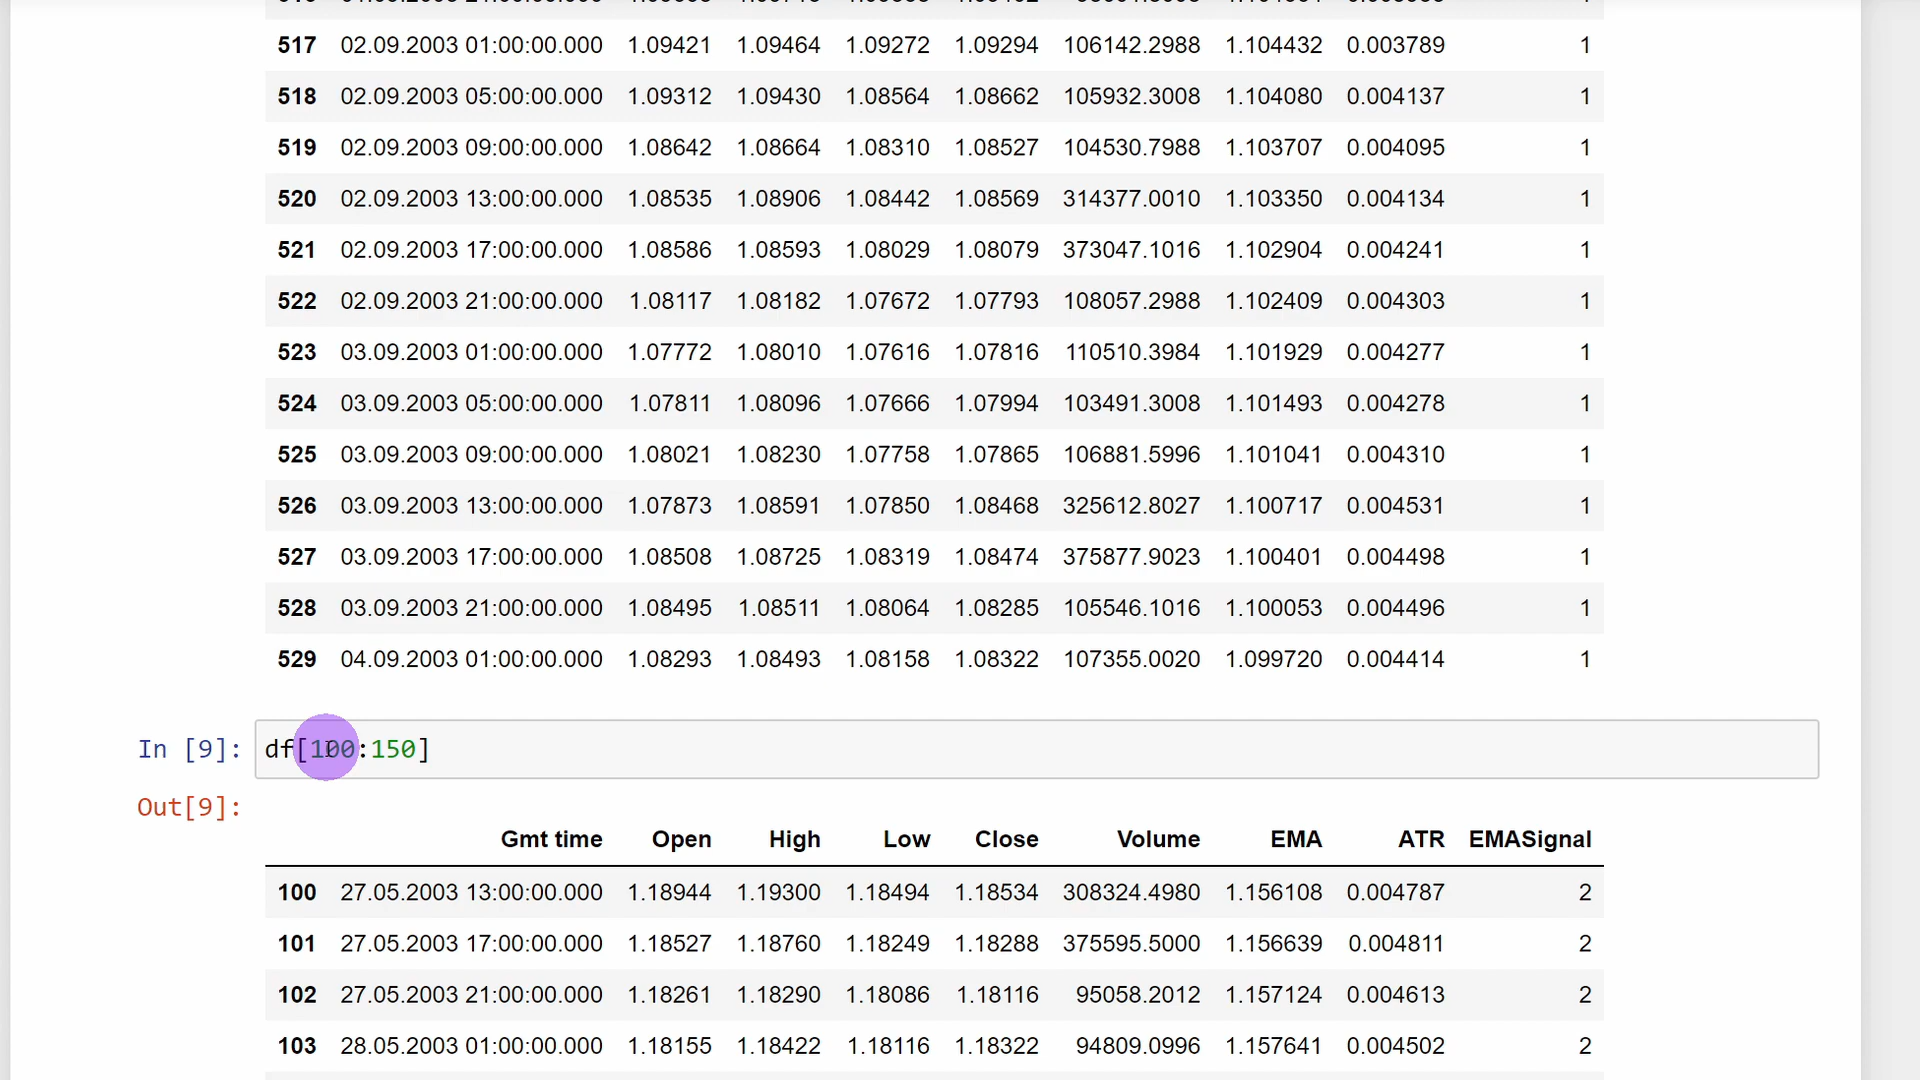 517 02.09.2003 01:00:00.000 1.09421 1.09464 1.09272 1.09294 106142.2988 1.104432 0.003789 1
518 02.09.2003 05:00:00.000 1.09312 1.09430 1.08564 1.08662 105932.3008 1.104080 0.004137 1
519 02.09.2003 09:00:00.000 1.08642 1.08664 1.08310 1.08527 104530.7988 1.103707 0.004095 1
520 02.09.2003 13:00:00.000 1.08535 1.08906 1.08442 1.08569 314377.0010 1.103350 0.004134 1
521 02.09.2003 17:00:00.000 1.08586 1.08593 1.08029 1.08079 373047.1016 1.102904 0.004241 1
522 02.09.2003 21:00:00.000 1.08117 1.08182 1.07672 1.07793 108057.2988 1.102409 0.004303 1
523 03.09.2003 01:00:00.000 1.07772 1.08010 1.07616 1.07816 110510.3984 1.101929 0.004277 1
524 03.09.2003 05:00:00.000 1.07811 1.08096 1.07666 1.07994 103491.3008 1.101493 0.004278 1
525 03.09.2003 09:00:00.000 1.08021 1.08230 1.07758 1.07865 106881.5996 1.101041 0.004310 1
526 03.09.2003 13:00:00.000 1.07873 1.08591 1.07850 1.08468 325612.8027 1.100717 0.004531 1
527 03.09.2003 17:00:00.000 1.08508 1.08725 1.08319 1.08474 375877.9023 1.100401 0.004498 1
528 03.09.2003 21:00:00.000 1.08495 1.08511 1.08064 1.08285 105546.1016 1.100053 0.004496 1
529 04.09.2003 01:00:00.000 1.08293 1.08493 1.08158 1.08322 107355.0020 1.099720 0.004414 1
In [9]: df[100:150]
Out[9]:
Gmt time Open High Low Close Volume EMA ATR EMASignal
100 27.05.2003 13:00:00.000 1.18944 1.19300 1.18494 1.18534 308324.4980 1.156108 0.004787 2
101 27.05.2003 17:00:00.000 1.18527 1.18760 1.18249 1.18288 375595.5000 1.156639 0.004811 2
102 27.05.2003 21:00:00.000 1.18261 1.18290 1.18086 1.18116 95058.2012 1.157124 0.004613 2
103 28.05.2003 01:00:00.000 1.18155 1.18422 1.18116 1.18322 94809.0996 1.157641 0.004502 2